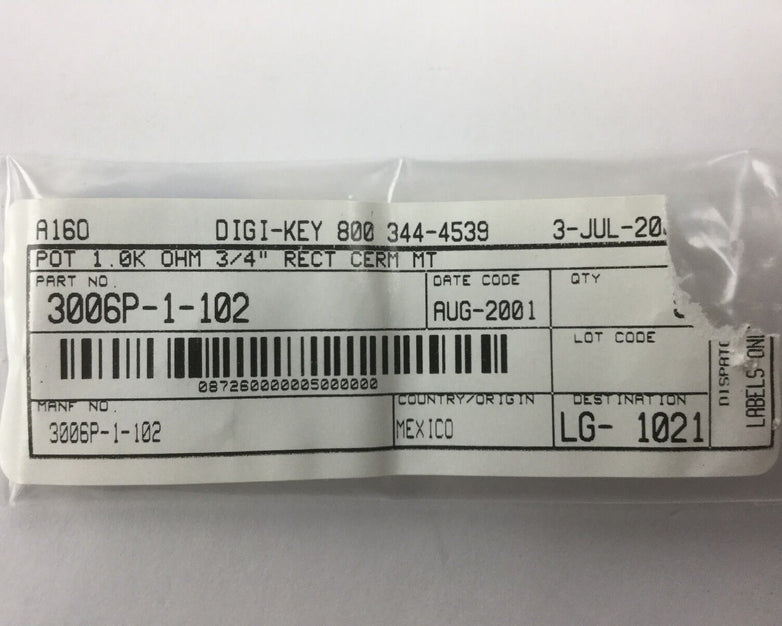 A160 DIGI-KEY 800 344-4539 3-JUL-20
POT 1.0K OHM 3/4" RECT CERM MT
PART NO. DATE CODE QTY
3006P-1-102 AUG-2001
LOT CODE
0872600000005000000
MANF NO. COUNTRY/ORIGIN DESTINATION
3006P-1-102 MEXICO LG- 1021
LABELS-ONL